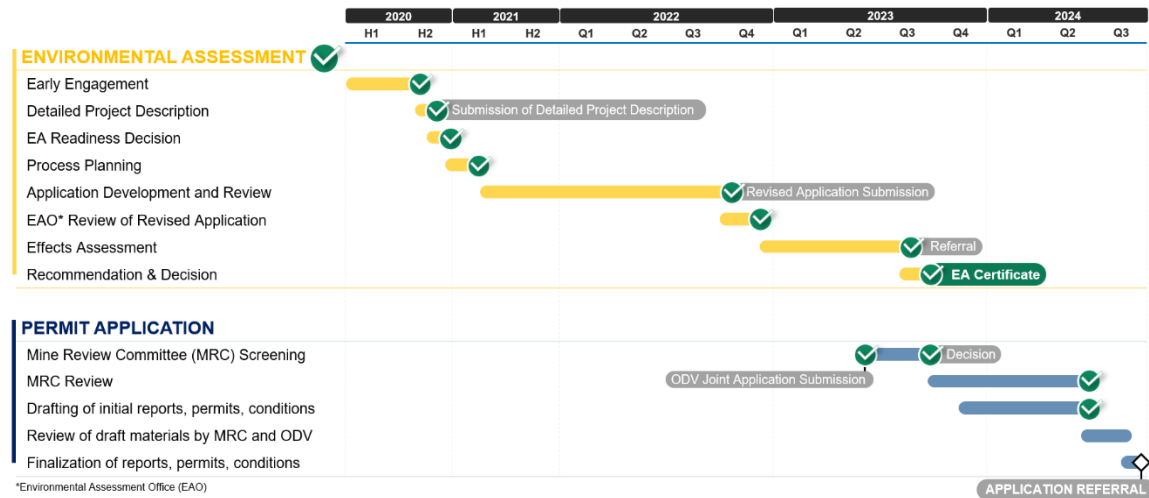 2020 2021 2022 2023 2024
H1 H2 H1 H2 Q1 Q2 Q3 Q4 Q1 Q2 Q3 Q4 Q1 Q2 Q3
ENVIRONMENTAL ASSESSMENT
Early Engagement
Detailed Project Description Submission of Detailed Project Description
EA Readiness Decision
Process Planning
Application Development and Review Revised Application Submission
EAO* Review of Revised Application
Effects Assessment Referral
Recommendation & Decision EA Certificate
PERMIT APPLICATION
Mine Review Committee (MRC) Screening Decision
MRC Review ODV Joint Application Submission
Drafting of initial reports, permits, conditions
Review of draft materials by MRC and ODV
Finalization of reports, permits, conditions
*Environmental Assessment Office (EAO) APPLICATION REFERRAL